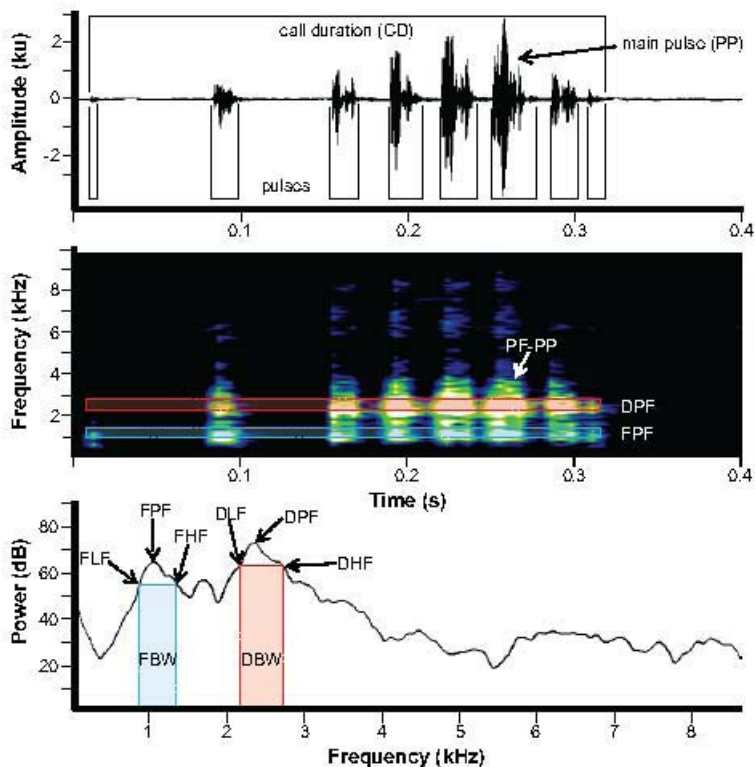 Amplitude (ku)
2
0
-2
call duration (CD)
main pulse (PP)
pulses
0.1
0.2
0.3
0.4
Frequency (kHz)
8
6
4
2
PF-PP
DPF
FPF
0.1
0.2
0.3
0.4
Time (s)
Power (dB)
80
60
40
20
FLF
FPF
FHF
DLF
DPF
DHF
FBW
DBW
1
2
3
4
5
6
7
8
Frequency (kHz)